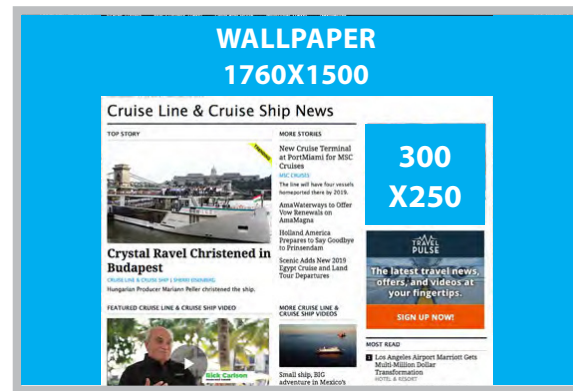 WALLPAPER
1760X1500
Cruise Line & Cruise Ship News
TOP STORY
TRENDING
Crystal Ravel Christened in
Budapest
CRUISE LINE & CRUISE SHIP |
Hungarian Producer Mariann Peller christened the ship.
FEATURED CRUISE LINE & CRUISE SHIP VIDEO
Rick Carlson
MORE STORIES
New Cruise Terminal
at PortMiami for MSC
Cruises
MSC CRUISES
The line will have four vessels
homeported there by 2019.
AmaWaterways to Offer
Vow Renewals on
AmaMagna
Holland America
Prepares to Say Goodbye
to Prinsendam
Scenic Adds New 2019
Egypt Cruise and Land
Tour Departures
MORE CRUISE LINE &
CRUISE SHIP VIDEOS
Small ship, BIG
adventure in Mexico's
300
X250
TRAVEL
PULSE
The latest travel news,
offers, and videos at
your fingertips.
SIGN UP NOW!
MOST READ
1 Los Angeles Airport Marriott Gets
Multi-Million Dollar
Transformation
HOTEL & RESORT